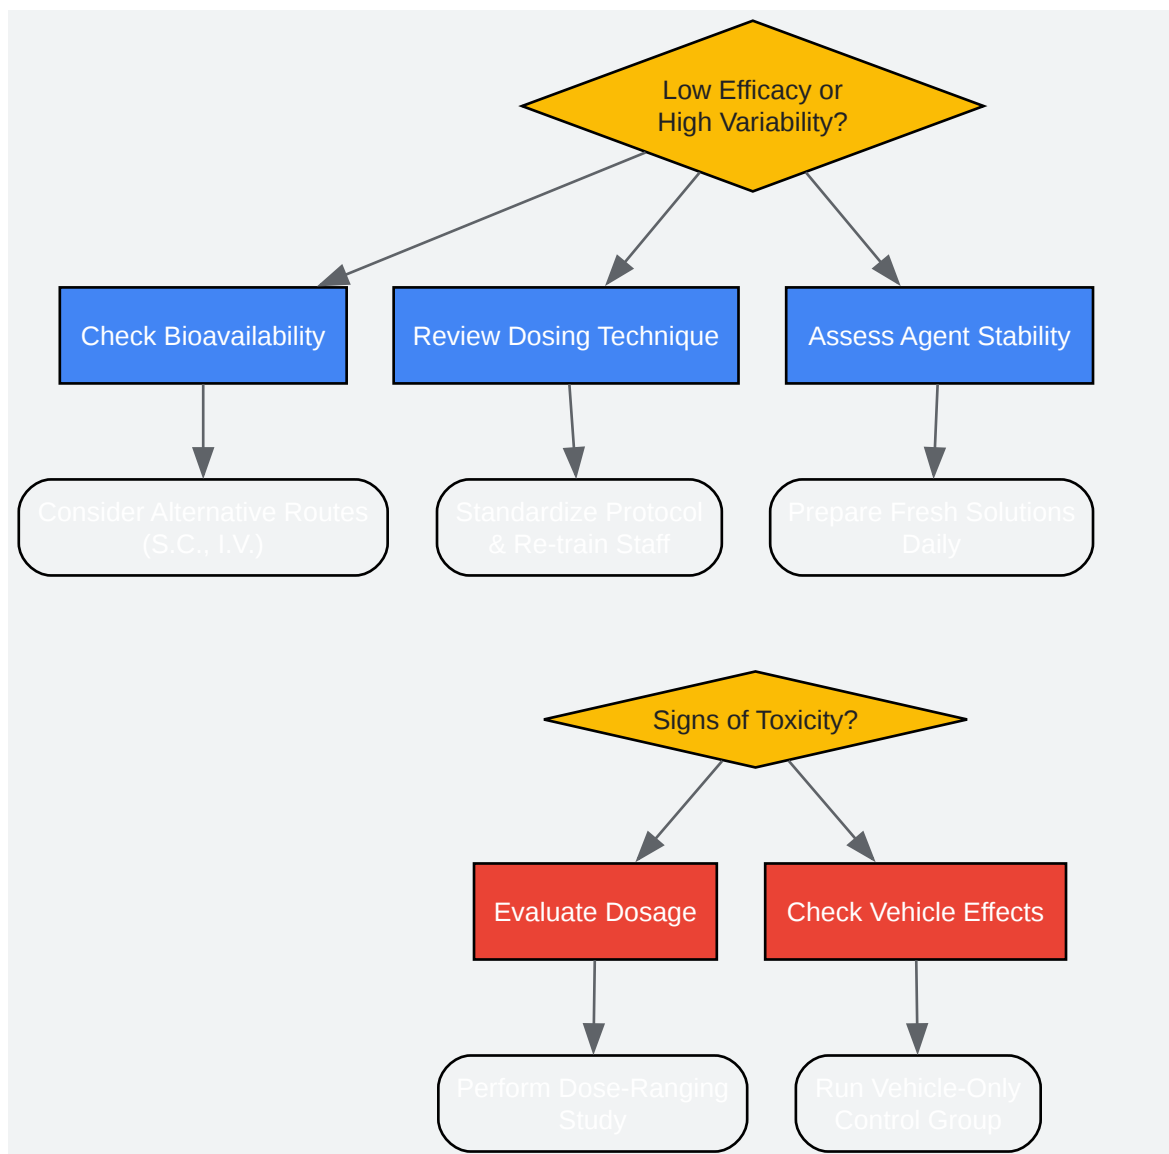 Low Efficacy or
High Variability?
Check Bioavailability
Review Dosing Technique
Assess Agent Stability
Consider Alternative Routes
(S.C., I.V.)
Standardize Protocol
& Re-train Staff
Prepare Fresh Solutions
Daily
Signs of Toxicity?
Evaluate Dosage
Check Vehicle Effects
Perform Dose-Ranging
Study
Run Vehicle-Only
Control Group